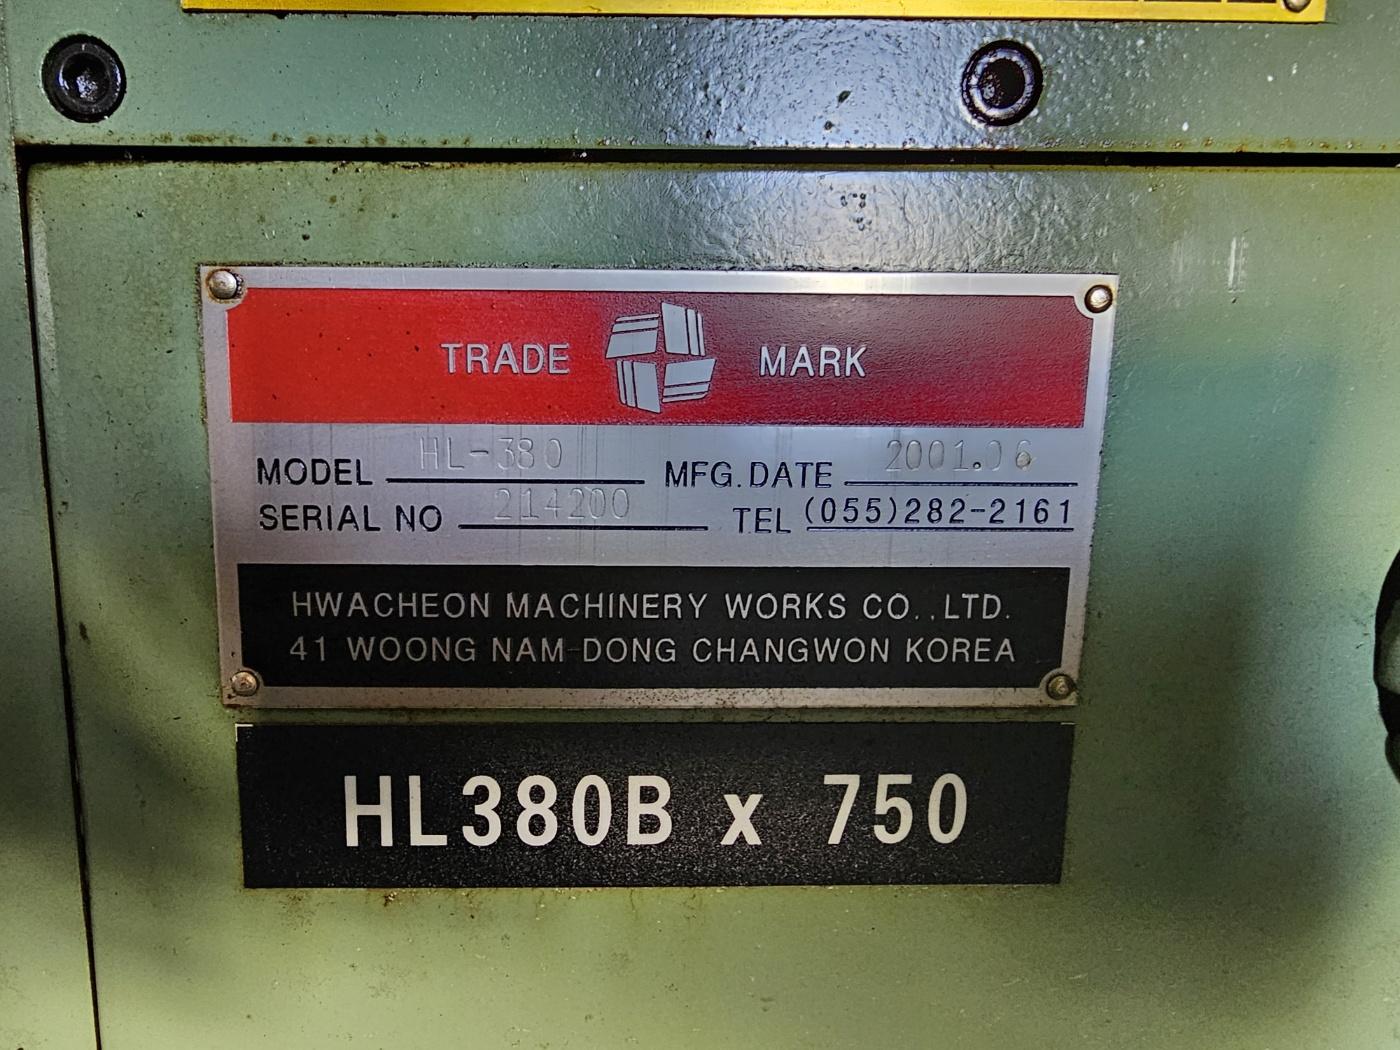 TRADE MARK
MODEL HL-380 MFG. DATE 2001.06
SERIAL NO 214200 TEL (055)282-2161
HWACHEON MACHINERY WORKS CO., LTD.
41 WOONG NAM-DONG CHANGWON KOREA
HL380B x 750